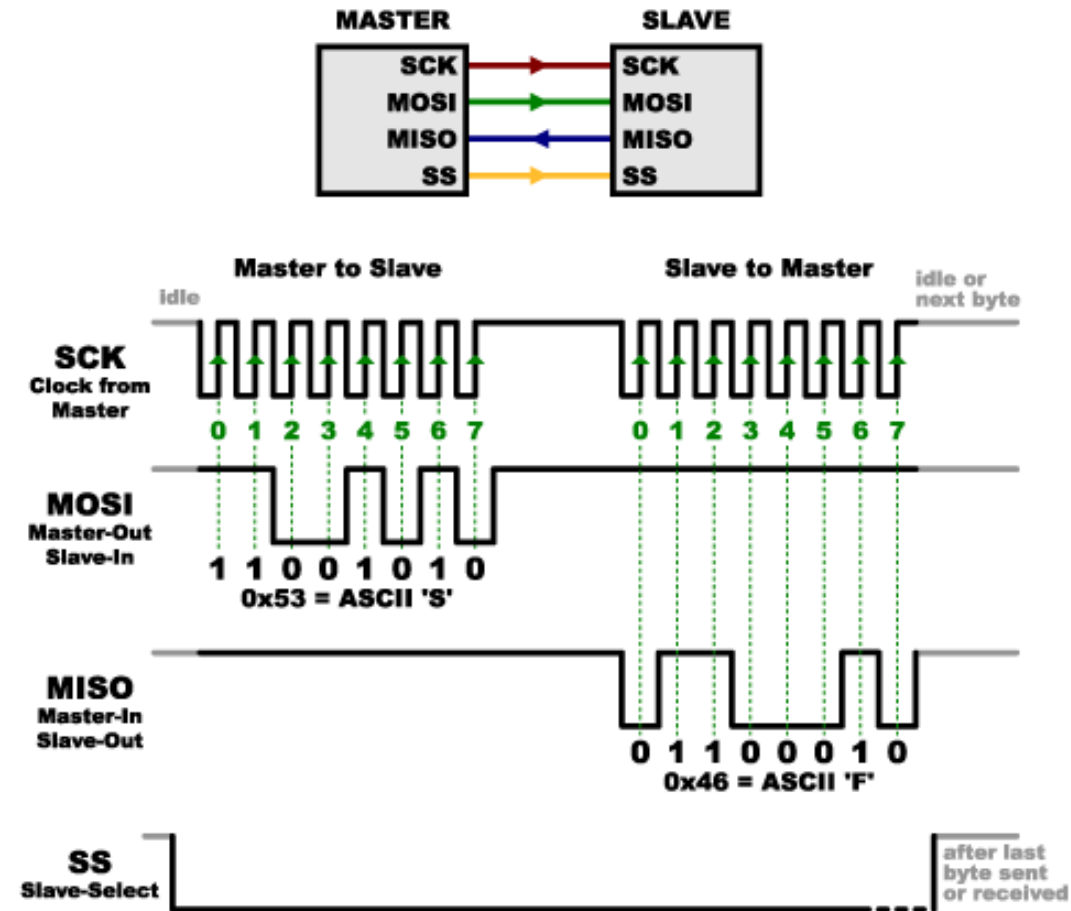 MASTER SLAVE
SCK SCK
MOSI MOSI
MISO MISO
SS SS
Master to Slave Slave to Master
idle
idle or
next byte
SCK
Clock from
Master
0 1 2 3 4 5 6 7 0 1 2 3 4 5 6 7
MOSI
Master-Out
Slave-In
1 1 0 0 1 0 1 0
0x53 = ASCII 'S'
MISO
Master-In
Slave-Out
0 1 1 0 0 0 1 0
0x46 = ASCII 'F'
SS
Slave-Select
after last
byte sent
or received